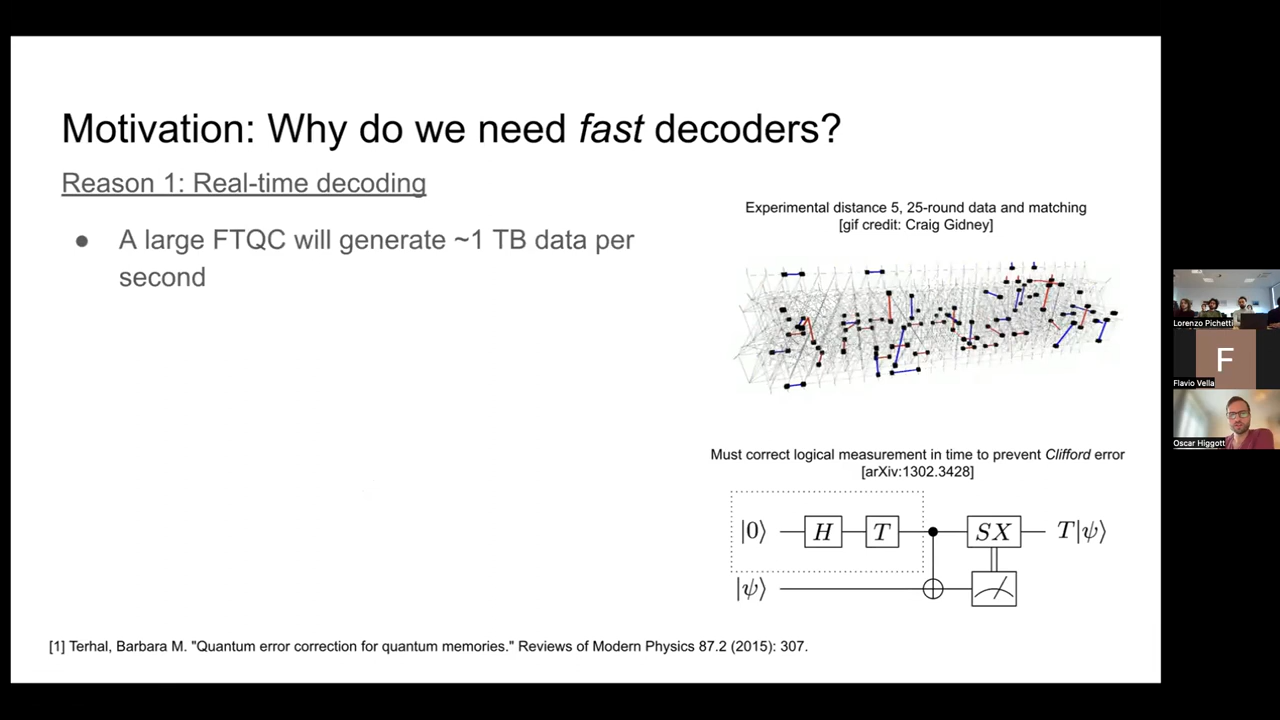 Motivation: Why do we need fast decoders?
Reason 1: Real-time decoding
● A large FTQC will generate ~1 TB data per
second
Experimental distance 5, 25-round data and matching
[gif credit: Craig Gidney]
Must correct logical measurement in time to prevent Clifford error
[arXiv:1302.3428]
|0⟩ H T SX T|ψ⟩
|ψ⟩
[1] Terhal, Barbara M. "Quantum error correction for quantum memories." Reviews of Modern Physics 87.2 (2015): 307.
Lorenzo Pichetti
F
Flavio Vella
Oscar Higgott